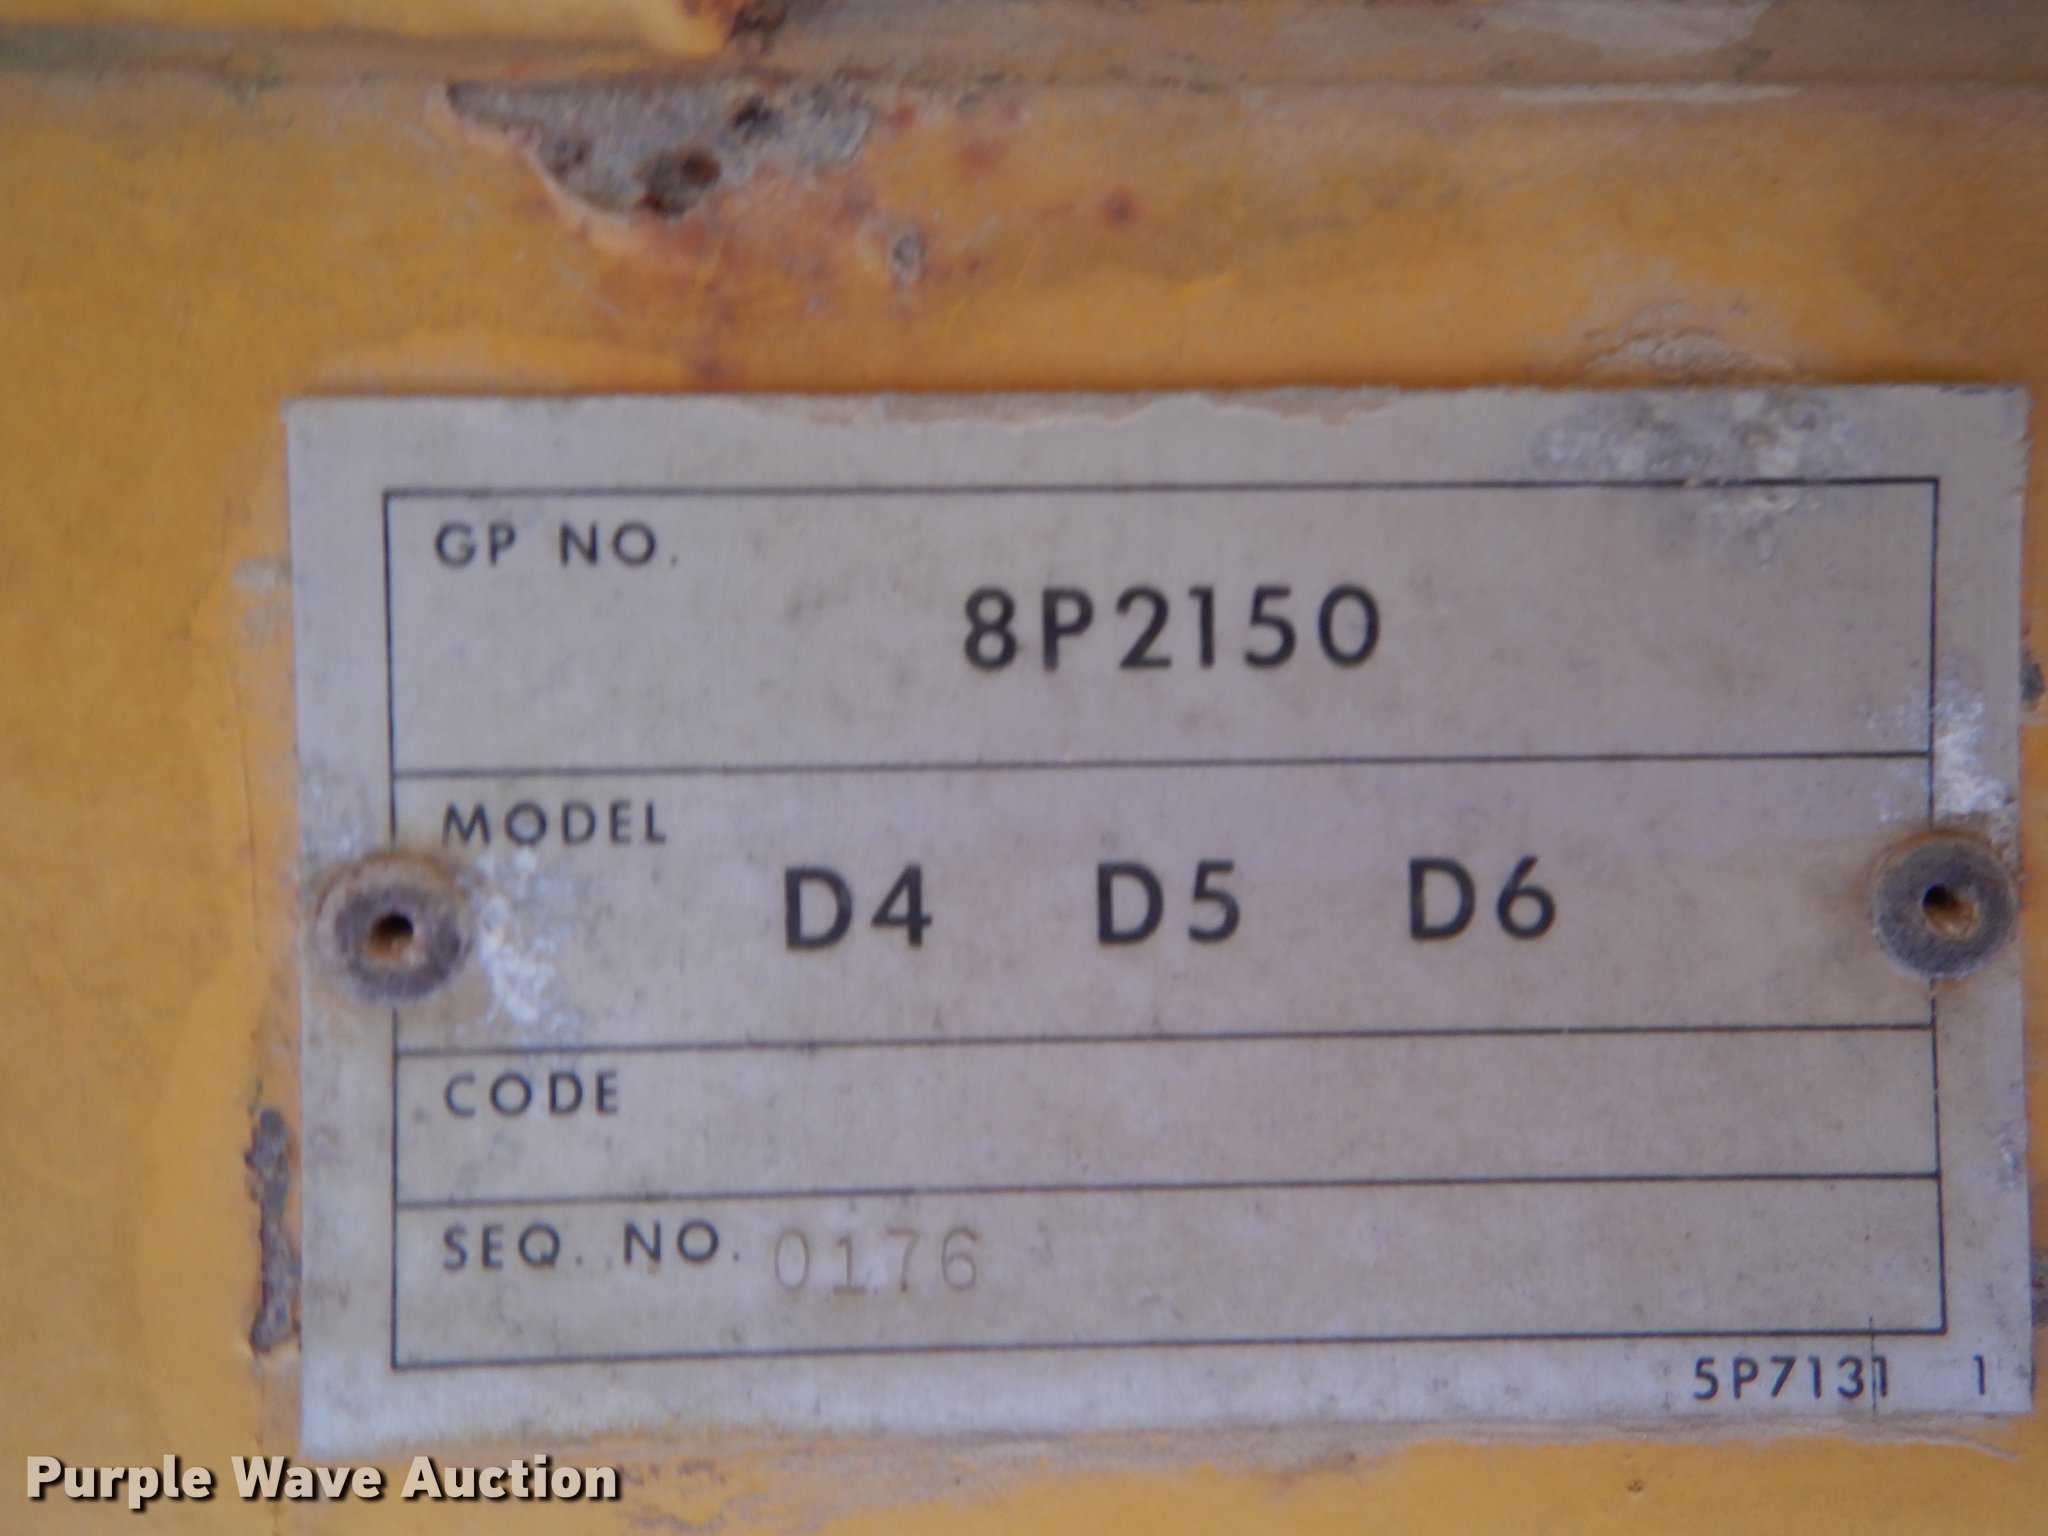 GP NO.
8P2150
MODEL
D4 D5 D6
CODE
SEQ. NO. 0176
5P7131 1
Purple Wave Auction